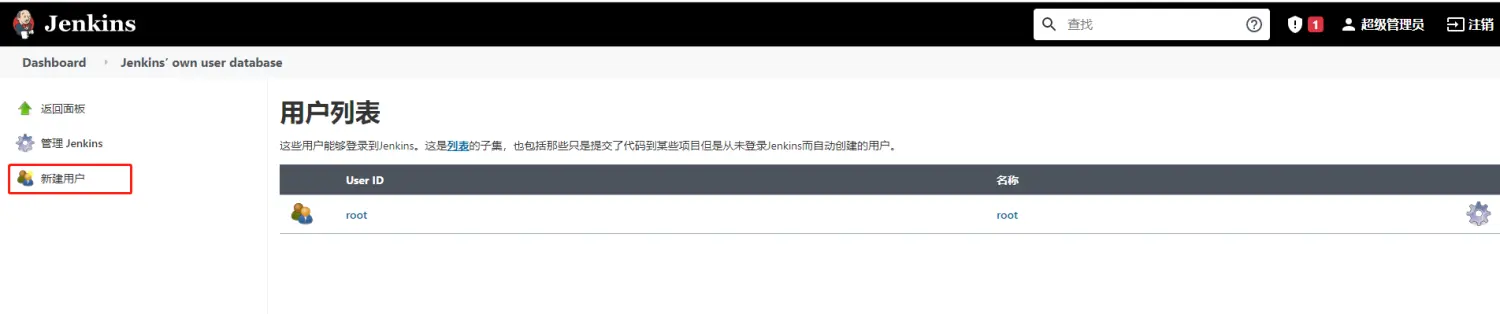 Jenkins 查找 1 超级管理员 注销
Dashboard Jenkins' own user database
返回面板
管理 Jenkins
新建用户
用户列表
这些用户能够登录到Jenkins。这是列表的子集，也包括那些只是提交了代码到某些项目但是从未登录Jenkins而自动创建的用户。
User ID 名称
root root